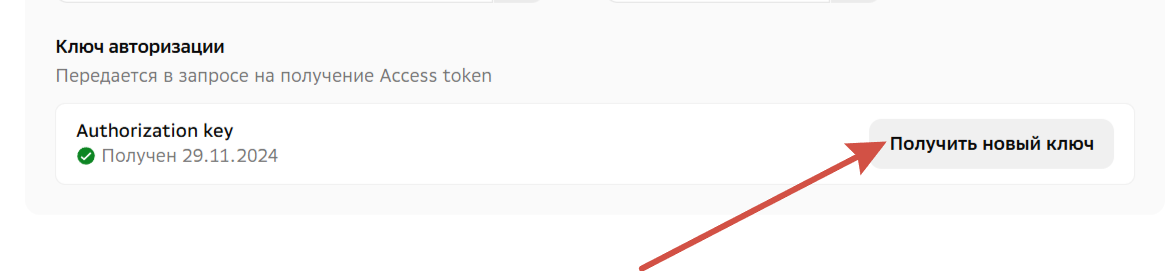 Ключ авторизации
Передается в запросе на получение Access token
Authorization key
Получен 29.11.2024
Получить новый ключ